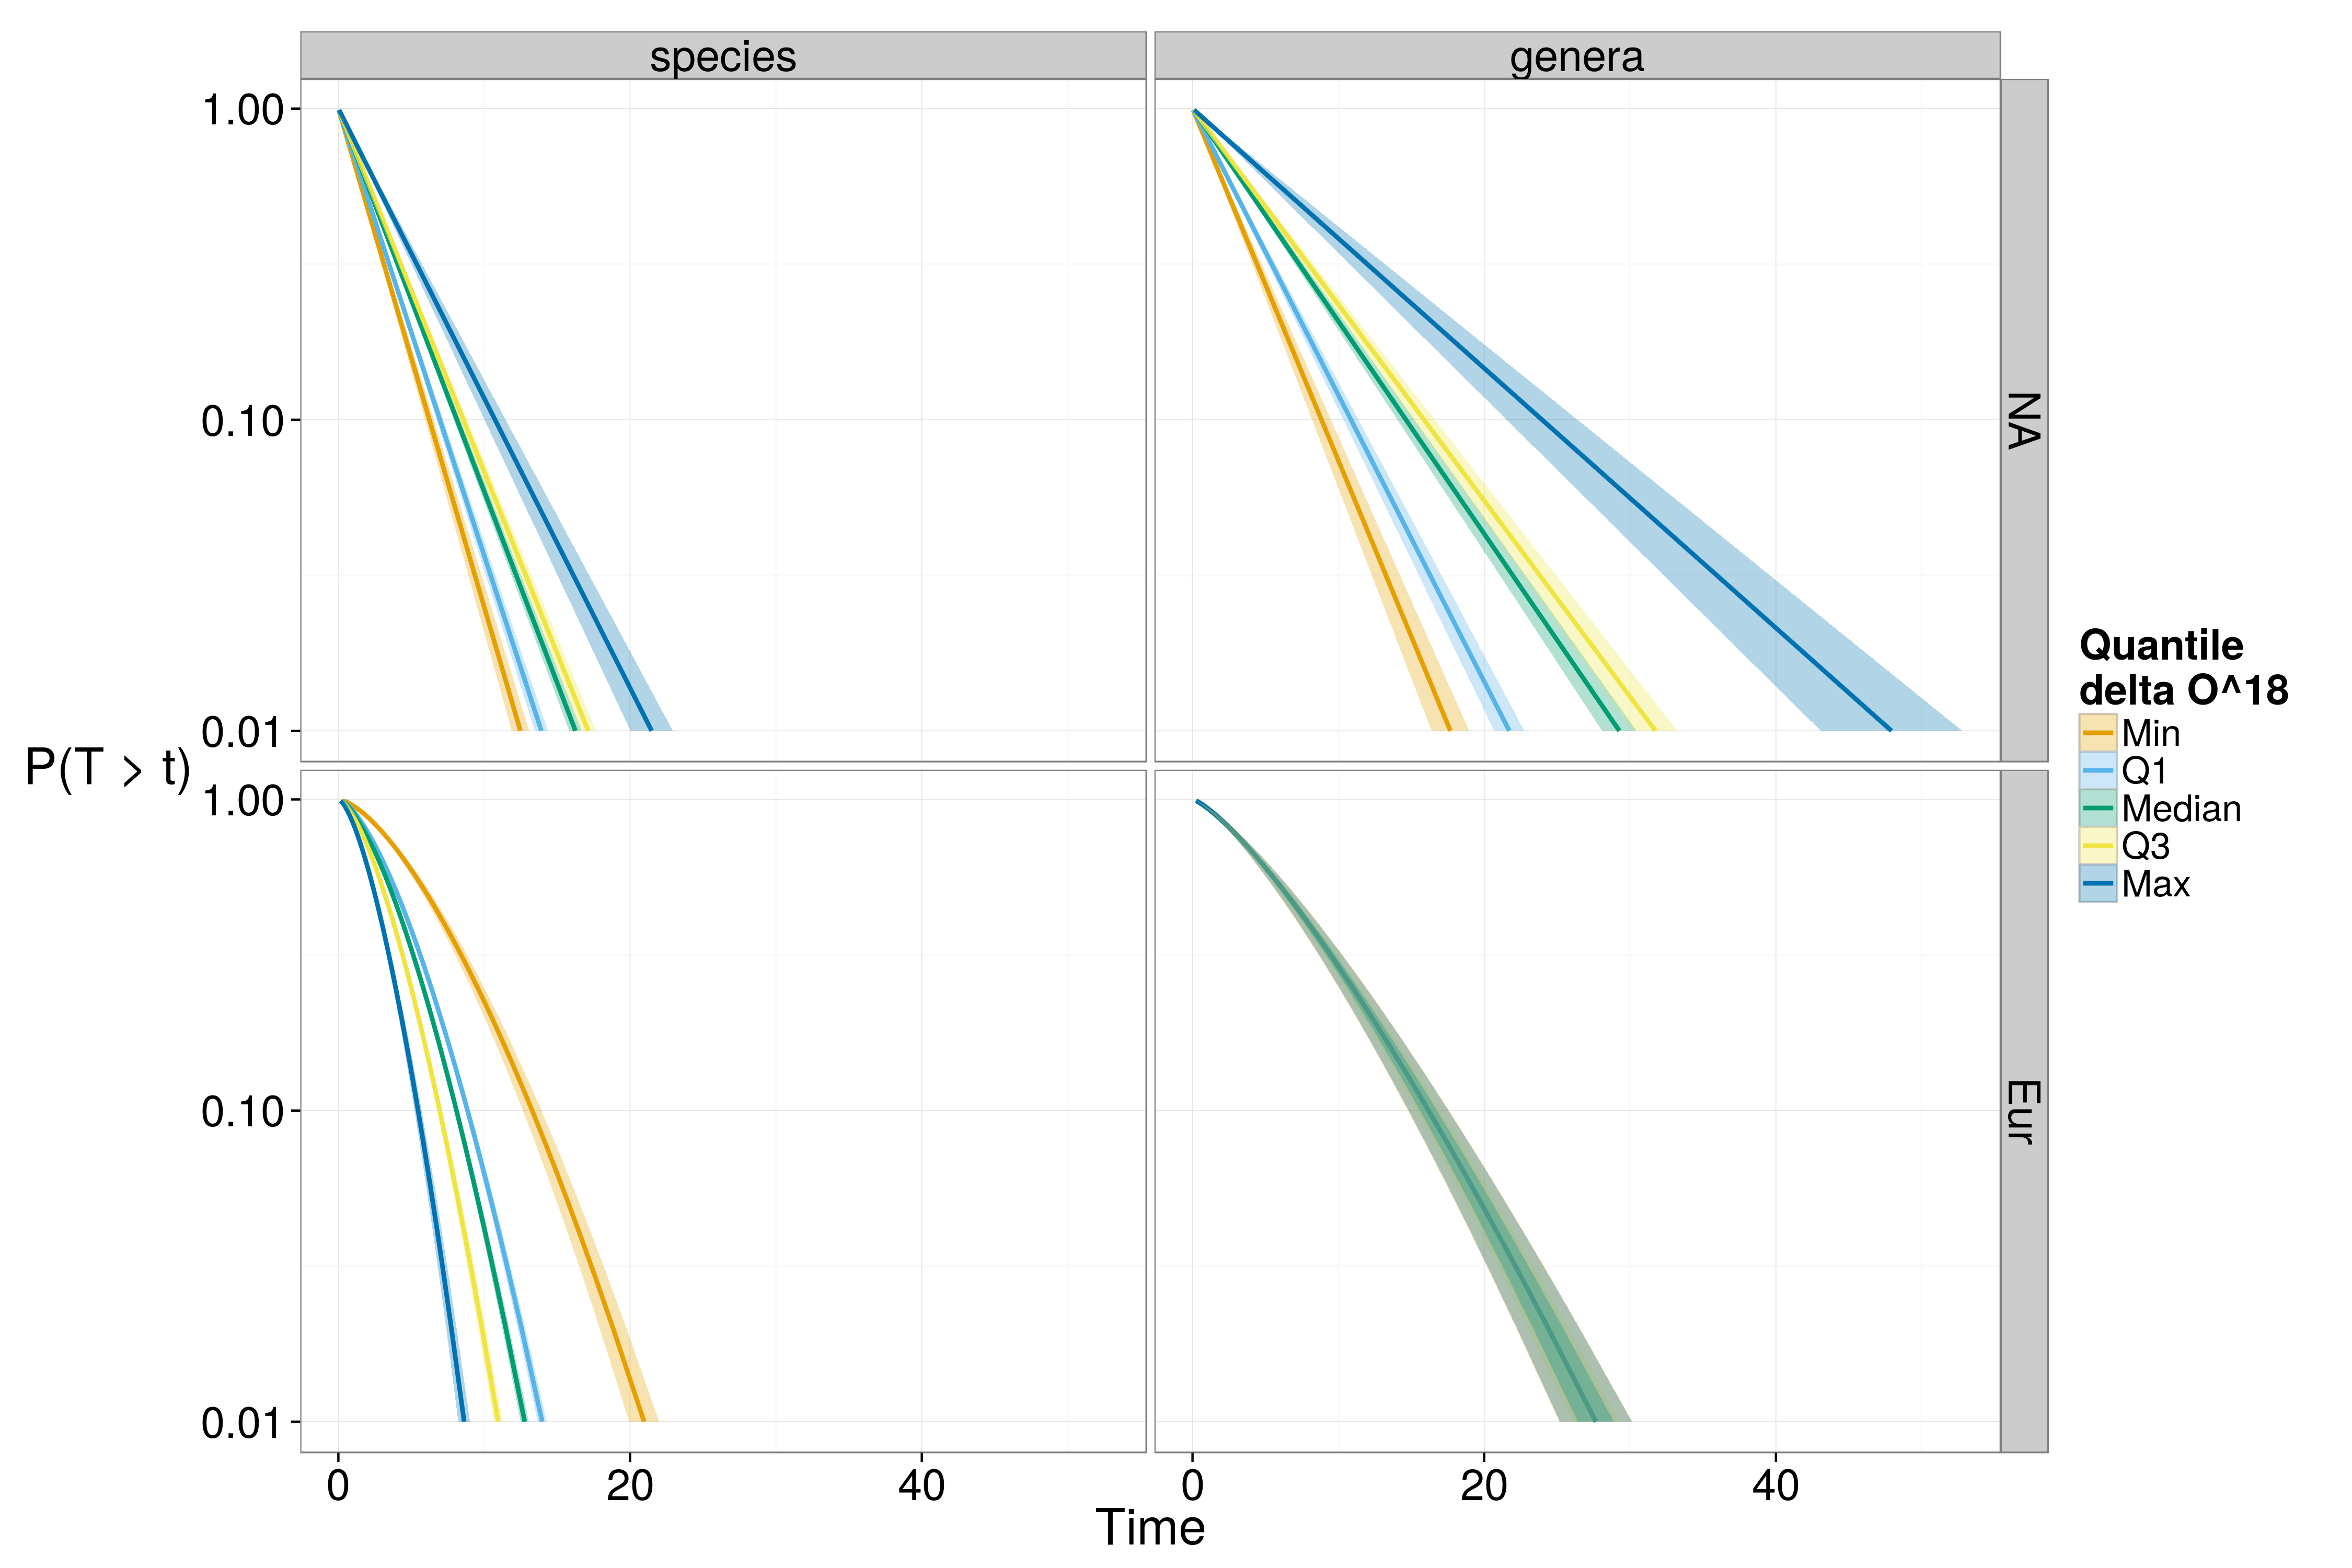 species
genera
1.00
0.10
0.01
NA
P(T > t)
1.00
0.10
0.01
Eur
0
20
40
0
20
40
Time
Quantile
delta O^18
Min
Q1
Median
Q3
Max